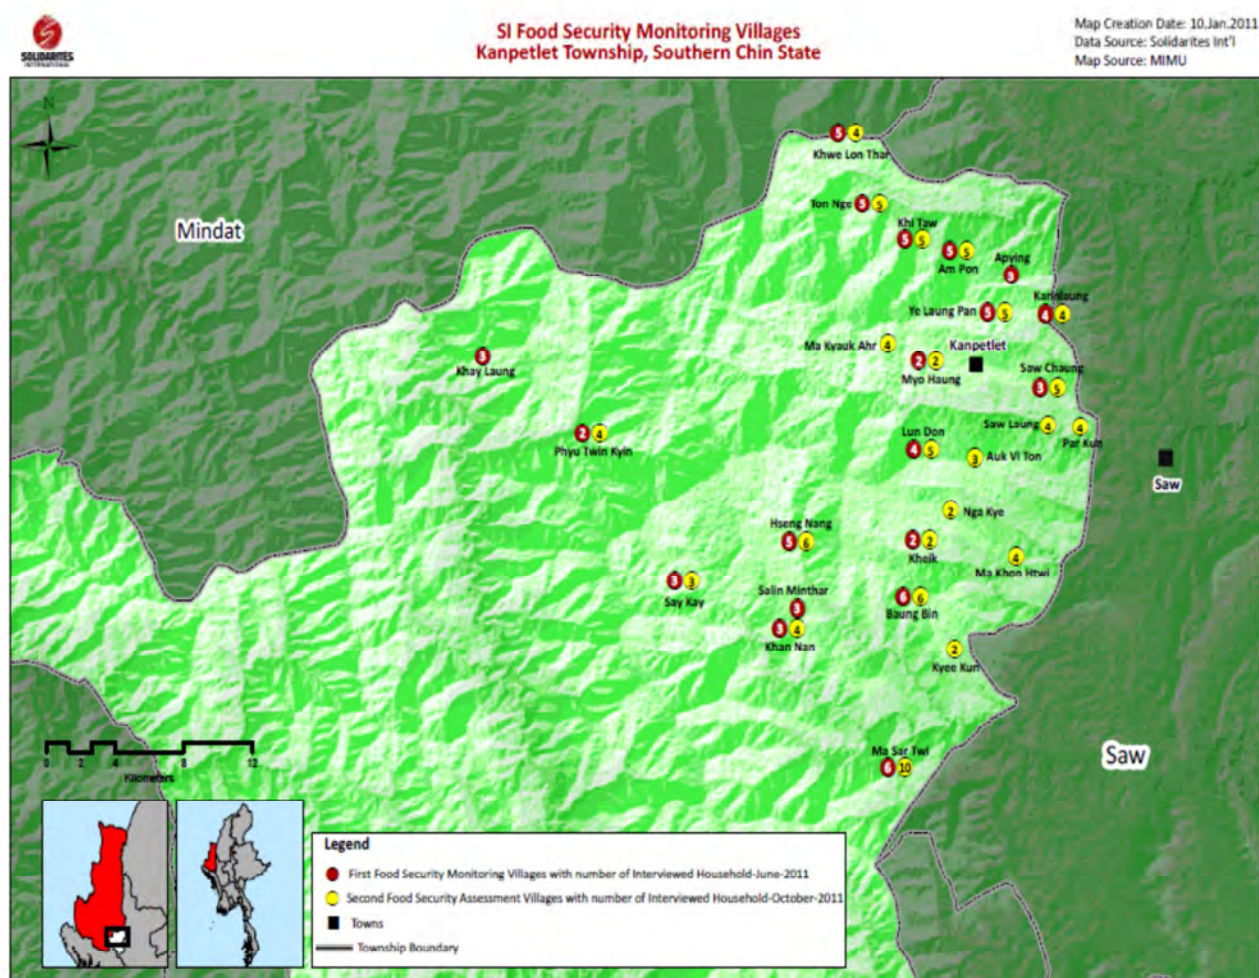 SOLIDARITES
INTERNATIONAL
SI Food Security Monitoring Villages
Kanpetlet Township, Southern Chin State
Map Creation Date: 10.Jan.2011
Data Source: Solidarites Int'l
Map Source: MIMU
N
5 4
Khwe Lon Thar
Mindat
Ton Nge 5 5
Khi Taw
5 5
5 5
Am Pon
Apying
3
Ye Laung Pan 5 5
Kannlaung
4 4
Ma Kyauk Ahr 4
Kanpetlet
3
Khay Laung
2 2
Myo Haung
Saw Chaung
3 5
2 4
Phyu Twin Kyin
Lun Don
4 5
Saw Laung 4
4
Par Kun
3 Auk Vi Ton
Saw
2 Nga Kye
Hseng Nang
5 6
2 2
Kheik
4
Ma Khon Htwi
3 3
Say Kay
Salin Minthar
3
6 6
Baung Bin
3 4
Khan Nan
2
Kyee Kun
Saw
Ma Sar Twi
6 10
0 2 4 8 12
Kilometers
Legend
First Food Security Monitoring Villages with number of Interviewed Household-June-2011
Second Food Security Assessment Villages with number of Interviewed Household-October-2011
Towns
Township Boundary